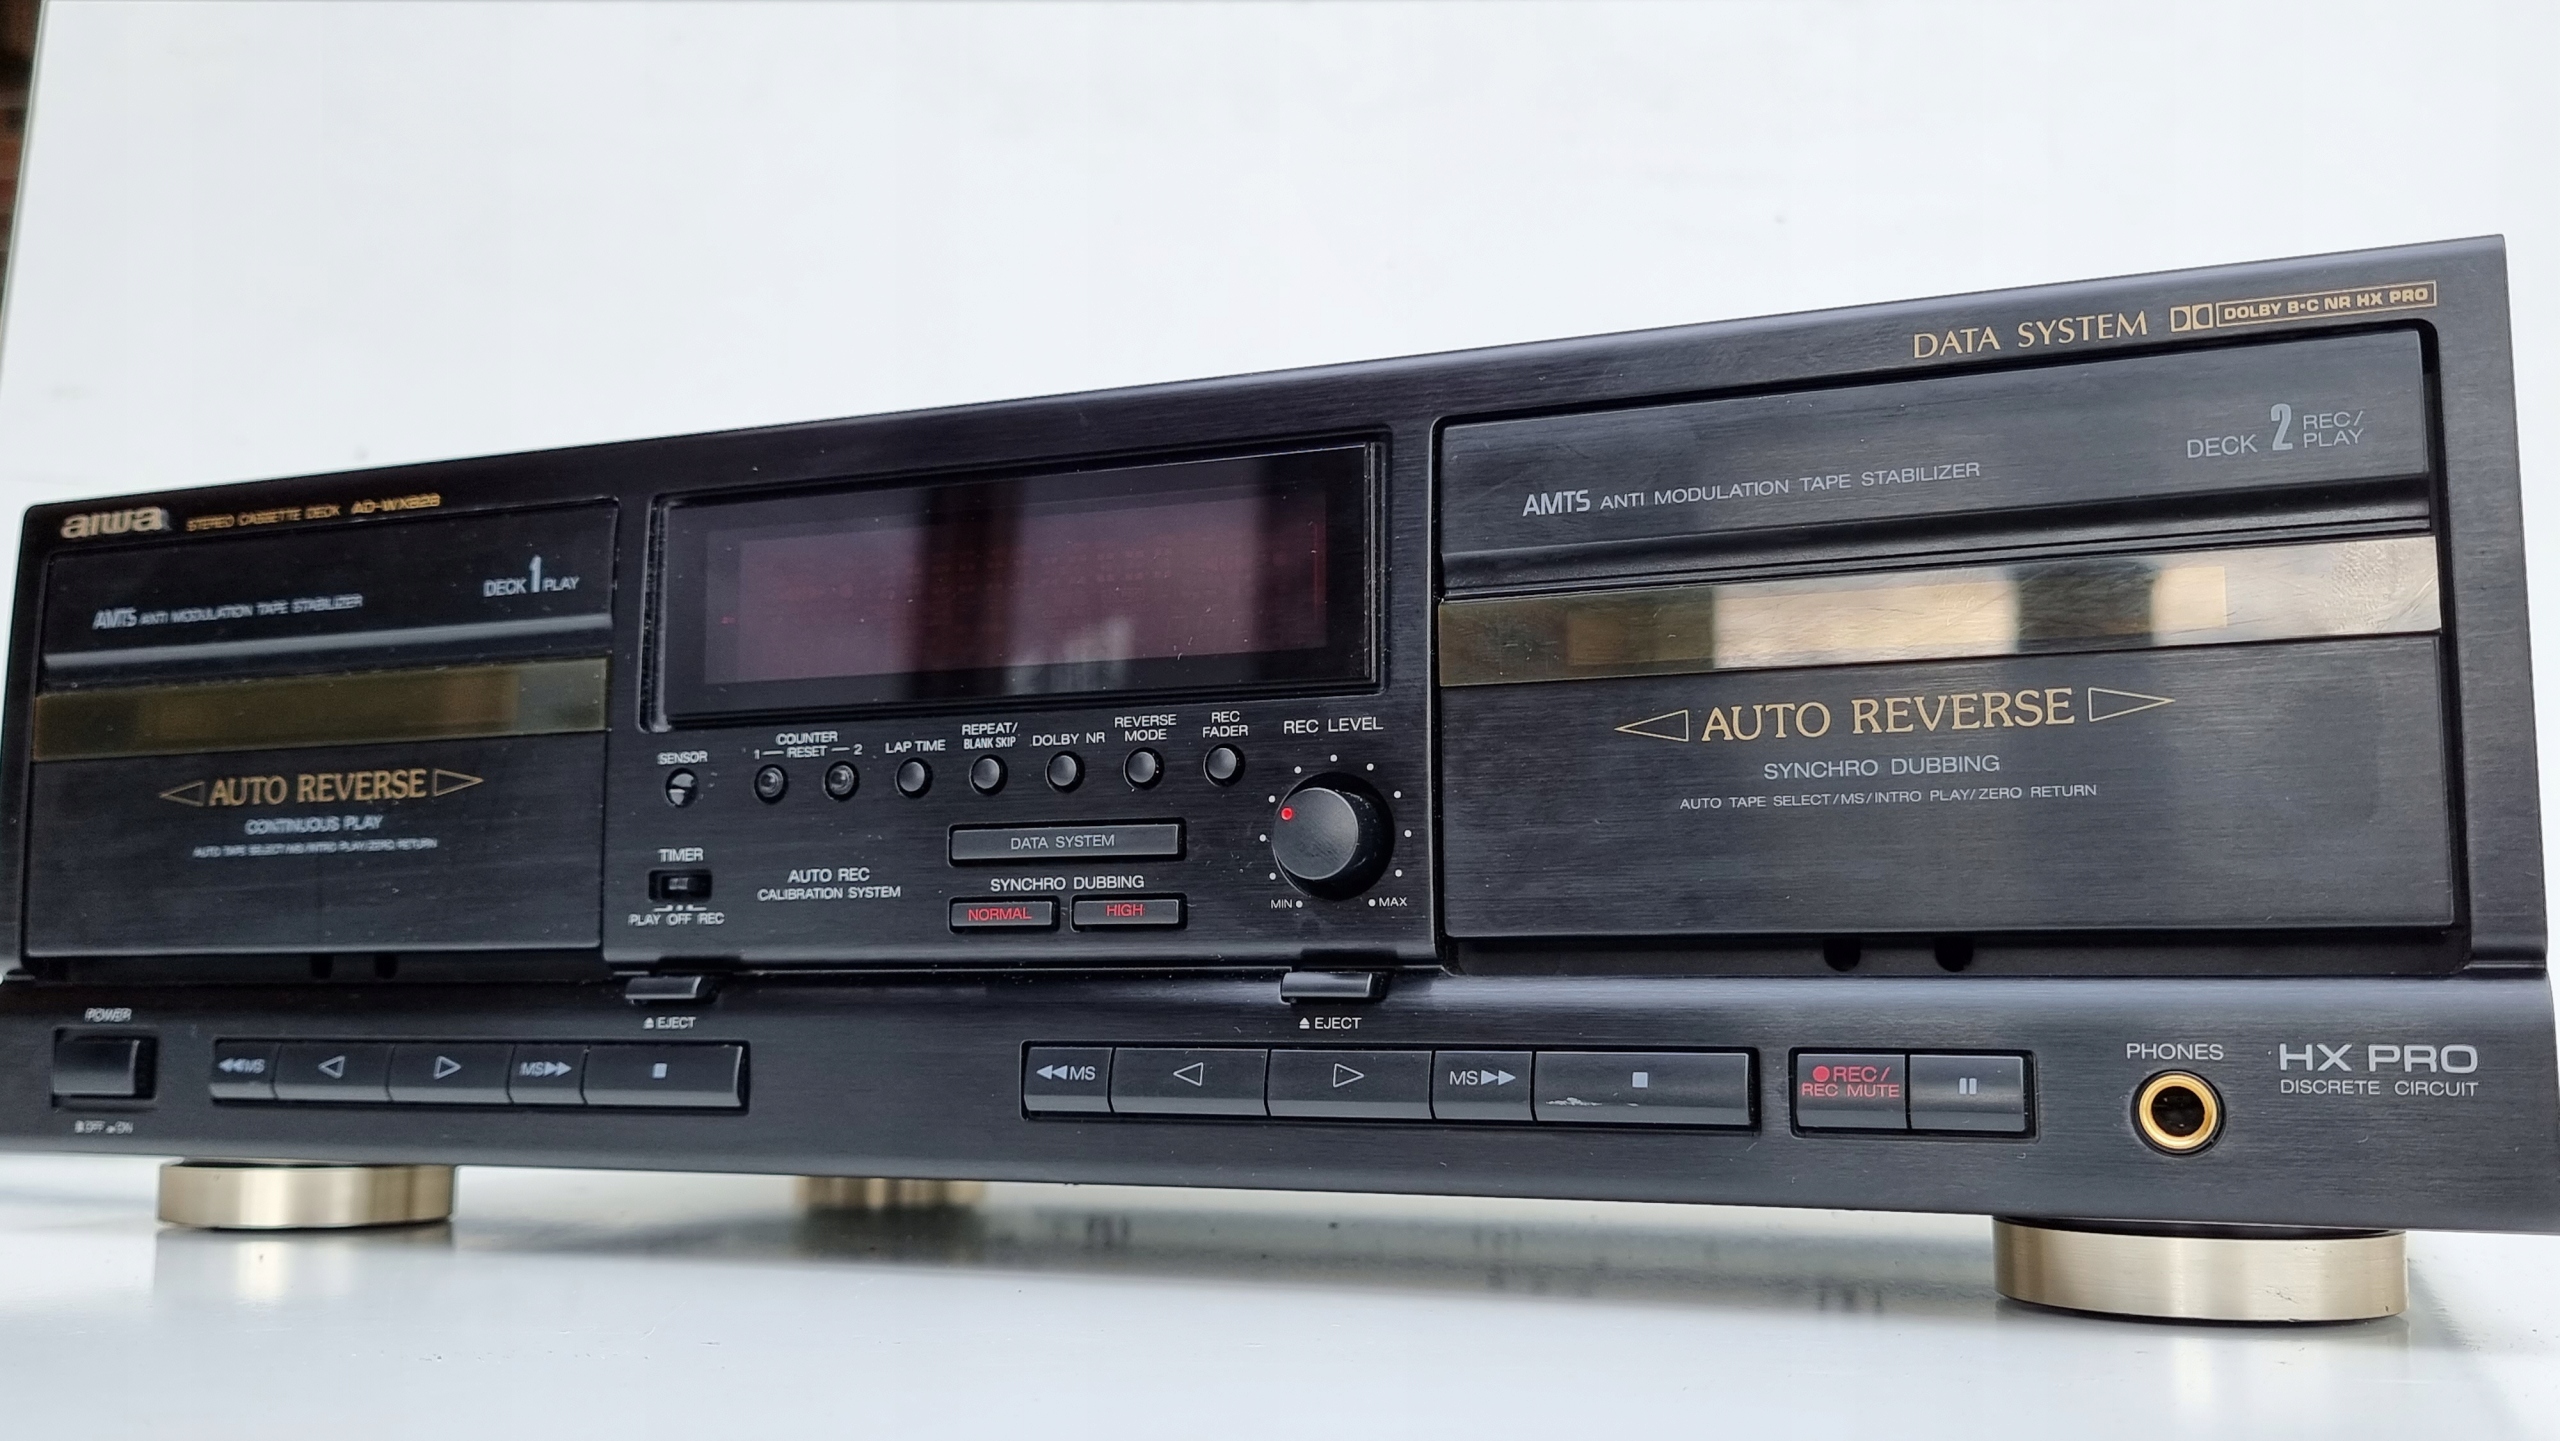 aiwa STEREO CASSETTE DECK AD-WX828
DATA SYSTEM DOLBY B•C NR HX PRO
AMTS ANTI MODULATION TAPE STABILIZER
DECK 1 PLAY
AUTO REVERSE
CONTINUOUS PLAY
AUTO TAPE SELECT/MS/INTRO PLAY/ZERO RETURN
SENSOR
COUNTER
1 — RESET — 2
LAP TIME
REPEAT/
BLANK SKIP
DOLBY NR
REVERSE
MODE
REC
FADER
REC LEVEL
MIN
MAX
TIMER
PLAY OFF REC
AUTO REC
CALIBRATION SYSTEM
DATA SYSTEM
SYNCHRO DUBBING
NORMAL
HIGH
AMTS ANTI MODULATION TAPE STABILIZER
DECK 2 REC/
PLAY
AUTO REVERSE
SYNCHRO DUBBING
AUTO TAPE SELECT/MS/INTRO PLAY/ZERO RETURN
POWER
OFF ON
EJECT
MS
MS
EJECT
MS
MS
REC/
REC MUTE
PHONES
HX PRO
DISCRETE CIRCUIT